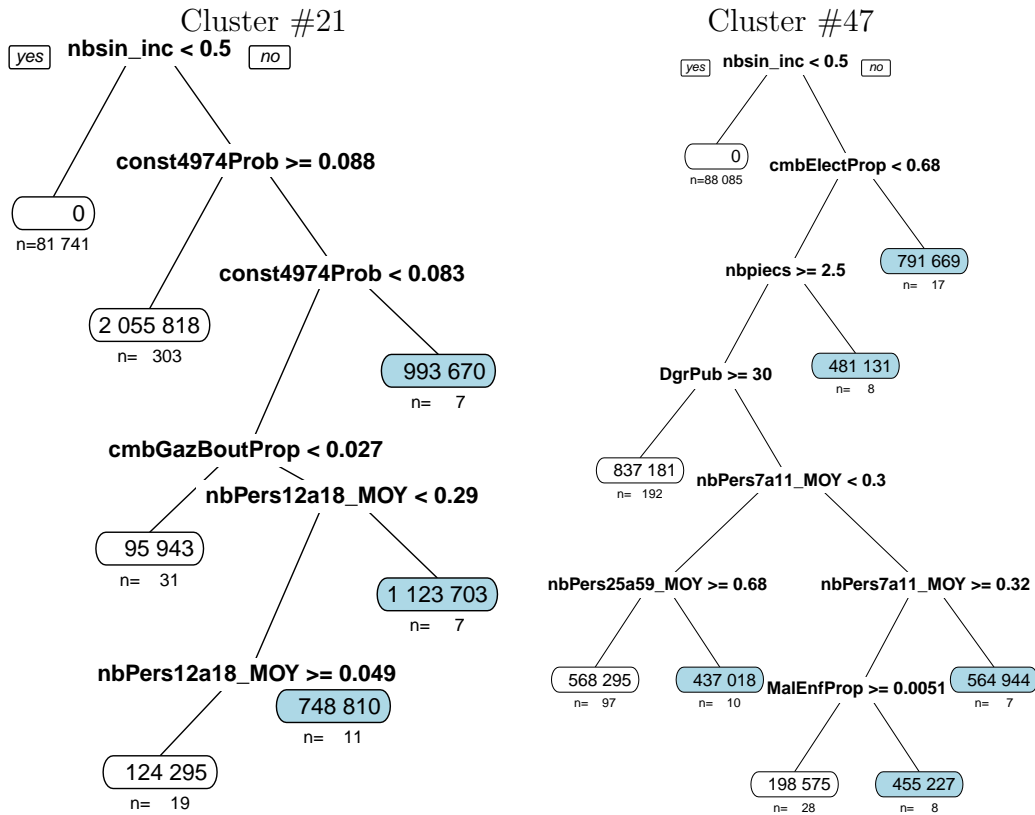 Cluster #21
nbsin_inc < 0.5
yes
no
const4974Prob >= 0.088
0
n=81 741
const4974Prob < 0.083
2 055 818
n= 303
993 670
n= 7
cmbGazBoutProp < 0.027
nbPers12a18_MOY < 0.29
95 943
n= 31
1 123 703
n= 7
nbPers12a18_MOY >= 0.049
748 810
n= 11
124 295
n= 19
Cluster #47
nbsin_inc < 0.5
yes
no
0
n=88 085
cmbElectProp < 0.68
nbpiecs >= 2.5
791 669
n= 17
DgrPub >= 30
481 131
n= 8
837 181
n= 192
nbPers7a11_MOY < 0.3
nbPers25a59_MOY >= 0.68
nbPers7a11_MOY >= 0.32
568 295
n= 97
437 018
n= 10
MalEnfProp >= 0.0051
564 944
n= 7
198 575
n= 28
455 227
n= 8